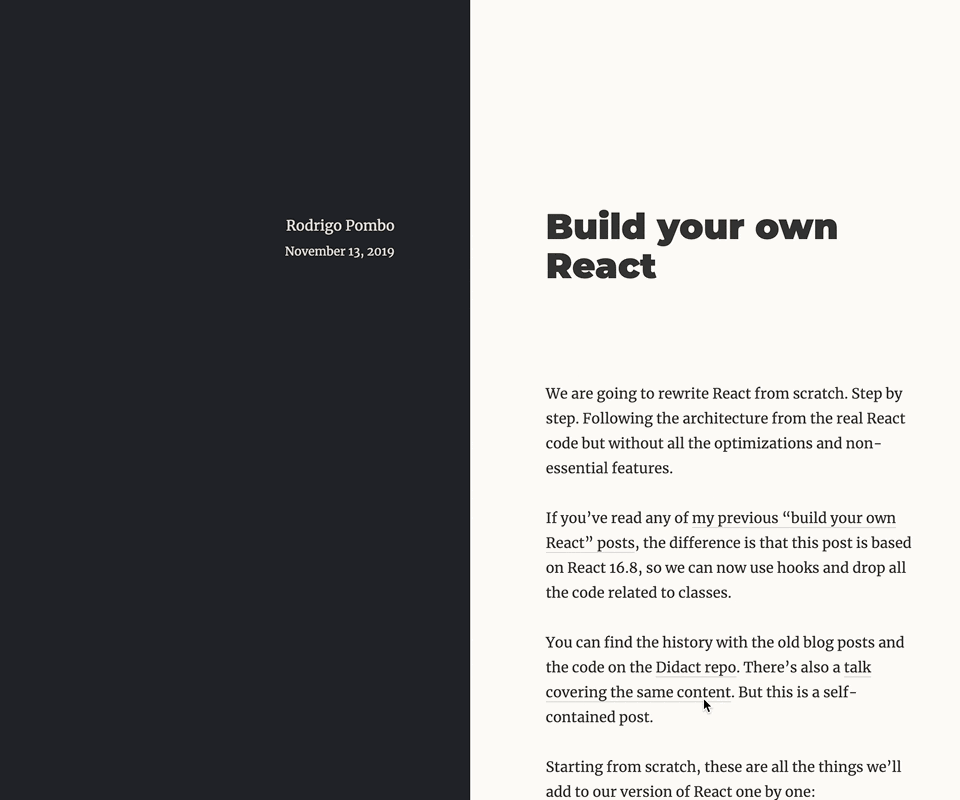 Rodrigo Pombo
November 13, 2019
Build your own
React
We are going to rewrite React from scratch. Step by
step. Following the architecture from the real React
code but without all the optimizations and non-
essential features.
If you’ve read any of my previous “build your own
React” posts, the difference is that this post is based
on React 16.8, so we can now use hooks and drop all
the code related to classes.
You can find the history with the old blog posts and
the code on the Didact repo. There’s also a talk
covering the same content. But this is a self-
contained post.
Starting from scratch, these are all the things we’ll
add to our version of React one by one: